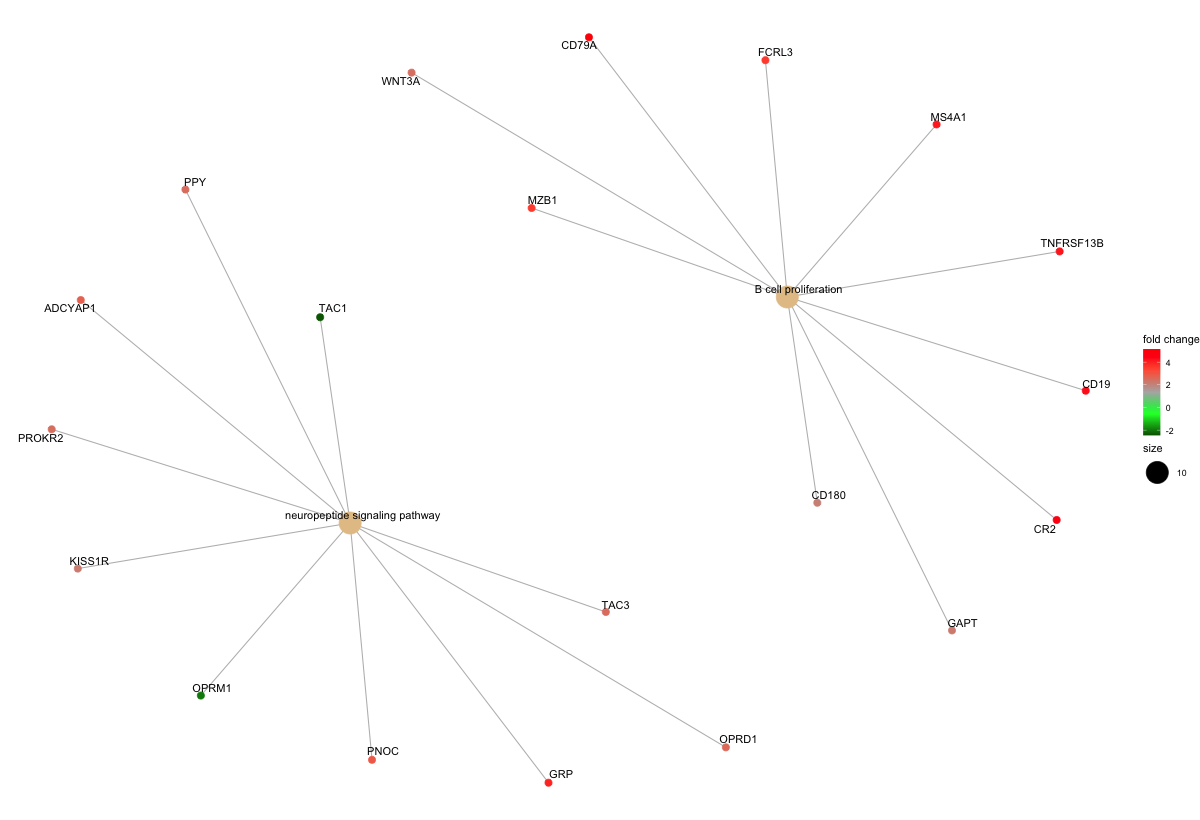 CD79A
FCRL3
WNT3A
MS4A1
PPY
MZB1
TNFRSF13B
B cell proliferation
ADCYAP1
TAC1
fold change
4
2
0
-2
CD19
PROKR2
size
10
CD180
neuropeptide signaling pathway
CR2
KISS1R
TAC3
GAPT
OPRM1
OPRD1
PNOC
GRP